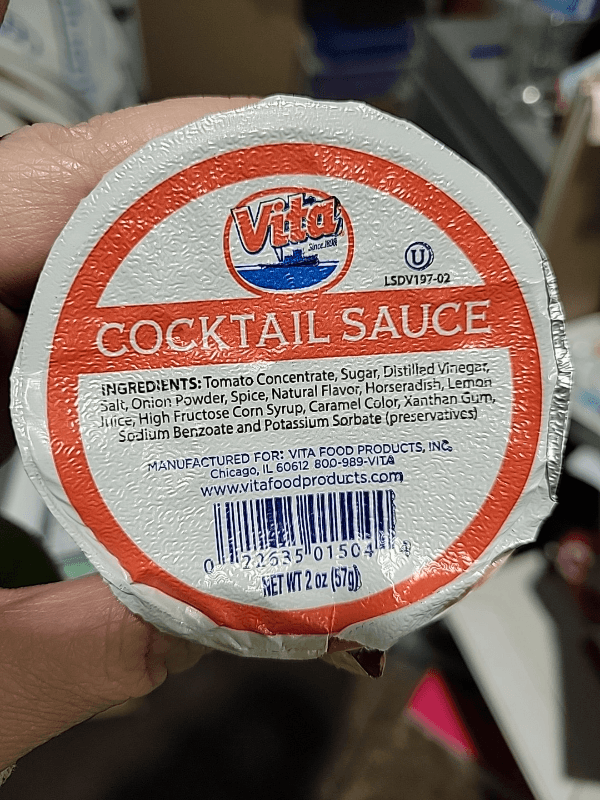 Vita
Since 1898
U
LSDV197-02
COCKTAIL SAUCE
INGREDIENTS: Tomato Concentrate, Sugar, Distilled Vinegar,
Salt, Onion Powder, Spice, Natural Flavor, Horseradish, Lemon
Juice, High Fructose Corn Syrup, Caramel Color, Xanthan Gum,
Sodium Benzoate and Potassium Sorbate (preservatives)
MANUFACTURED FOR: VITA FOOD PRODUCTS, INC.
Chicago, IL 60612 800-989-VITA
www.vitafoodproducts.com
0 22635 01504 4
NET WT 2 oz (57g)